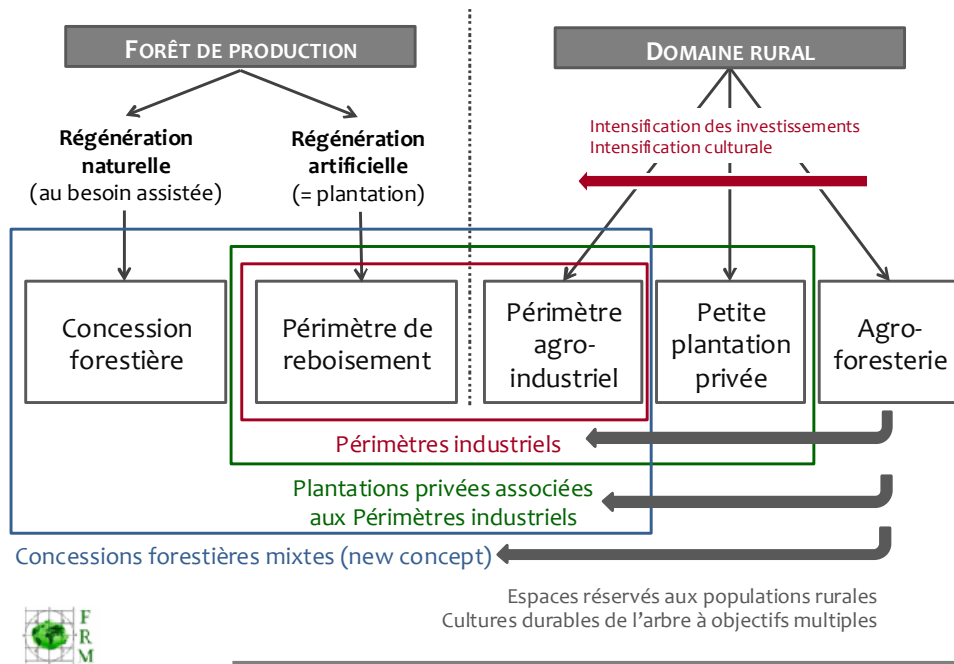 FORÊT DE PRODUCTION
DOMAINE RURAL
Régénération
naturelle
(au besoin assistée)
Régénération
artificielle
(= plantation)
Intensification des investissements
Intensification culturale
Concession
forestière
Périmètre de
reboisement
Périmètre
agro-
industriel
Petite
plantation
privée
Agro-
foresterie
Périmètres industriels
Plantations privées associées
aux Périmètres industriels
Concessions forestières mixtes (new concept)
Espaces réservés aux populations rurales
Cultures durables de l’arbre à objectifs multiples
F
R
M